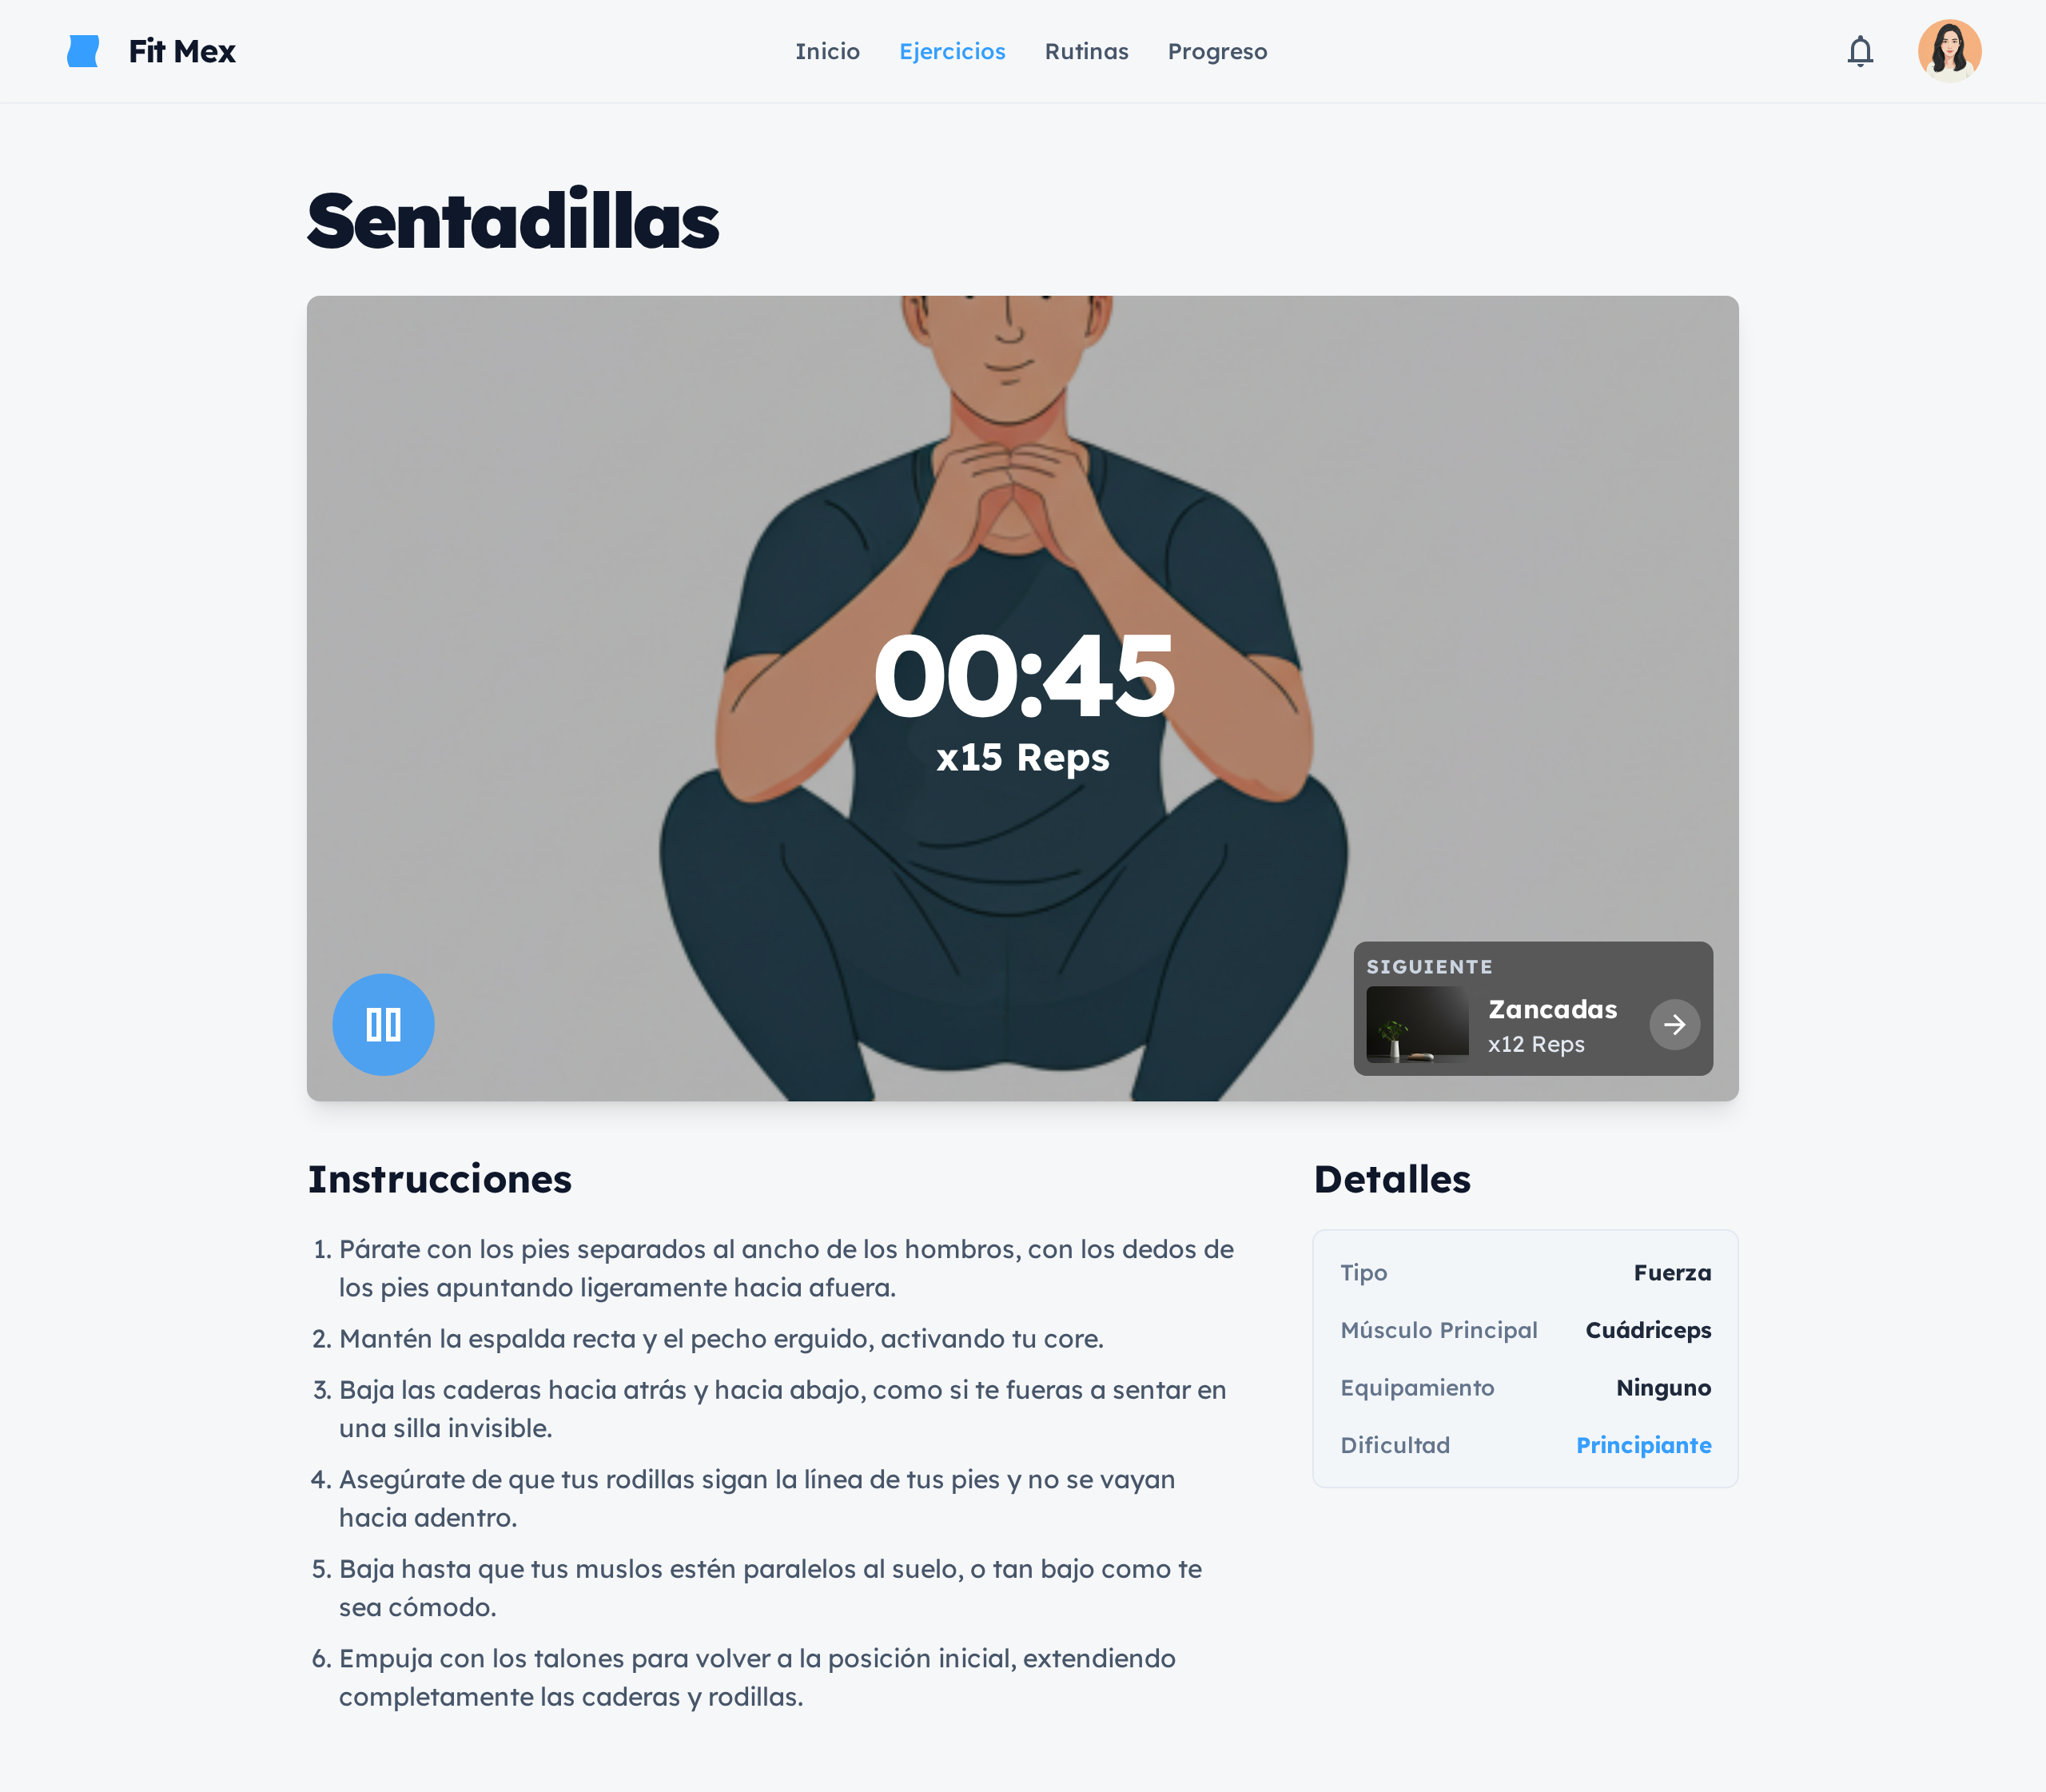 Fit Mex
Inicio
Ejercicios
Rutinas
Progreso
Sentadillas
00:45
x15 Reps
SIGUIENTE
Zancadas
x12 Reps
Instrucciones
1. Párate con los pies separados al ancho de los hombros, con los dedos de
los pies apuntando ligeramente hacia afuera.
2. Mantén la espalda recta y el pecho erguido, activando tu core.
3. Baja las caderas hacia atrás y hacia abajo, como si te fueras a sentar en
una silla invisible.
4. Asegúrate de que tus rodillas sigan la línea de tus pies y no se vayan
hacia adentro.
5. Baja hasta que tus muslos estén paralelos al suelo, o tan bajo como te
sea cómodo.
6. Empuja con los talones para volver a la posición inicial, extendiendo
completamente las caderas y rodillas.
Detalles
Tipo Fuerza
Músculo Principal Cuádriceps
Equipamiento Ninguno
Dificultad Principiante